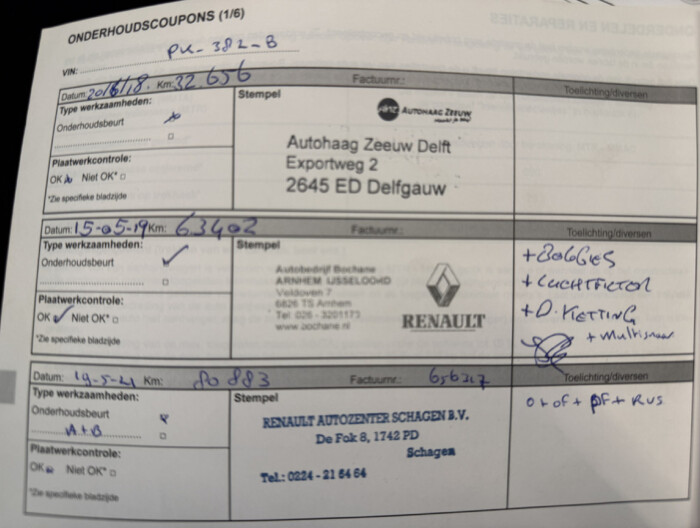 ONDERHOUDSCOUPONS (1/6)
VIN: PK-382-B
Datum: 20/6/18. Km: 32 656 Factuurnr.: Toelichting/diversen
Type werkzaamheden:
Onderhoudsbeurt
Plaatwerkcontrole:
OK Niet OK*
*Zie specifieke bladzijde
Stempel
AUTOHAAG ZEEUW
Autohaag Zeeuw Delft
Exportweg 2
2645 ED Delfgauw
Datum: 15-05-19 Km: 63402 Factuurnr.: Toelichting/diversen
Type werkzaamheden:
Onderhoudsbeurt
Plaatwerkcontrole:
OK Niet OK*
*Zie specifieke bladzijde
Stempel
Autobedrijf Bochane
ARNHEM IJSSELOORD
Veldoven 7
6826 TS Arnhem
Tel: 026 - 3201173
www.bochane.nl
RENAULT
+ BOUGIES
+ LUCHTFILTER
+ D. KETTING
+ Multisnaar
Datum: 19-5-21 Km: 80 883 Factuurnr.: Toelichting/diversen
Type werkzaamheden:
Onderhoudsbeurt
A+B
Plaatwerkcontrole:
OK Niet OK*
*Zie specifieke bladzijde
Stempel
RENAULT AUTOZENTER SCHAGEN B.V.
De Fok 8, 1742 PD
Schagen
Tel.: 0224 - 21 54 64
O + OF + PF + RUS